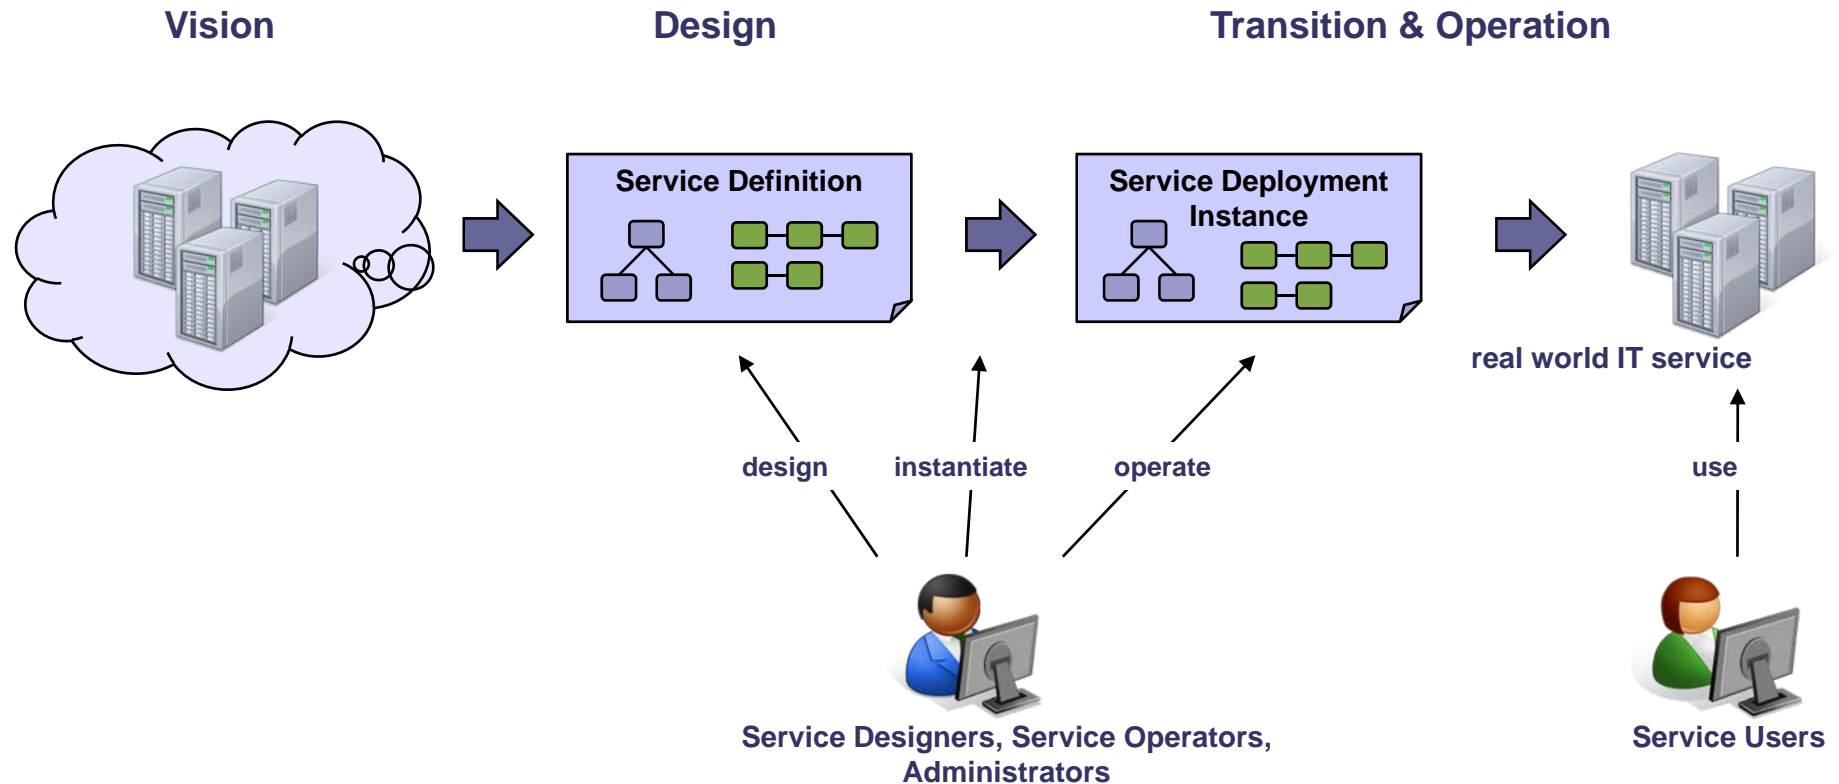 Vision
Design
Transition & Operation
Service Definition
Service Deployment
Instance
real world IT service
design
instantiate
operate
use
Service Designers, Service Operators,
Administrators
Service Users